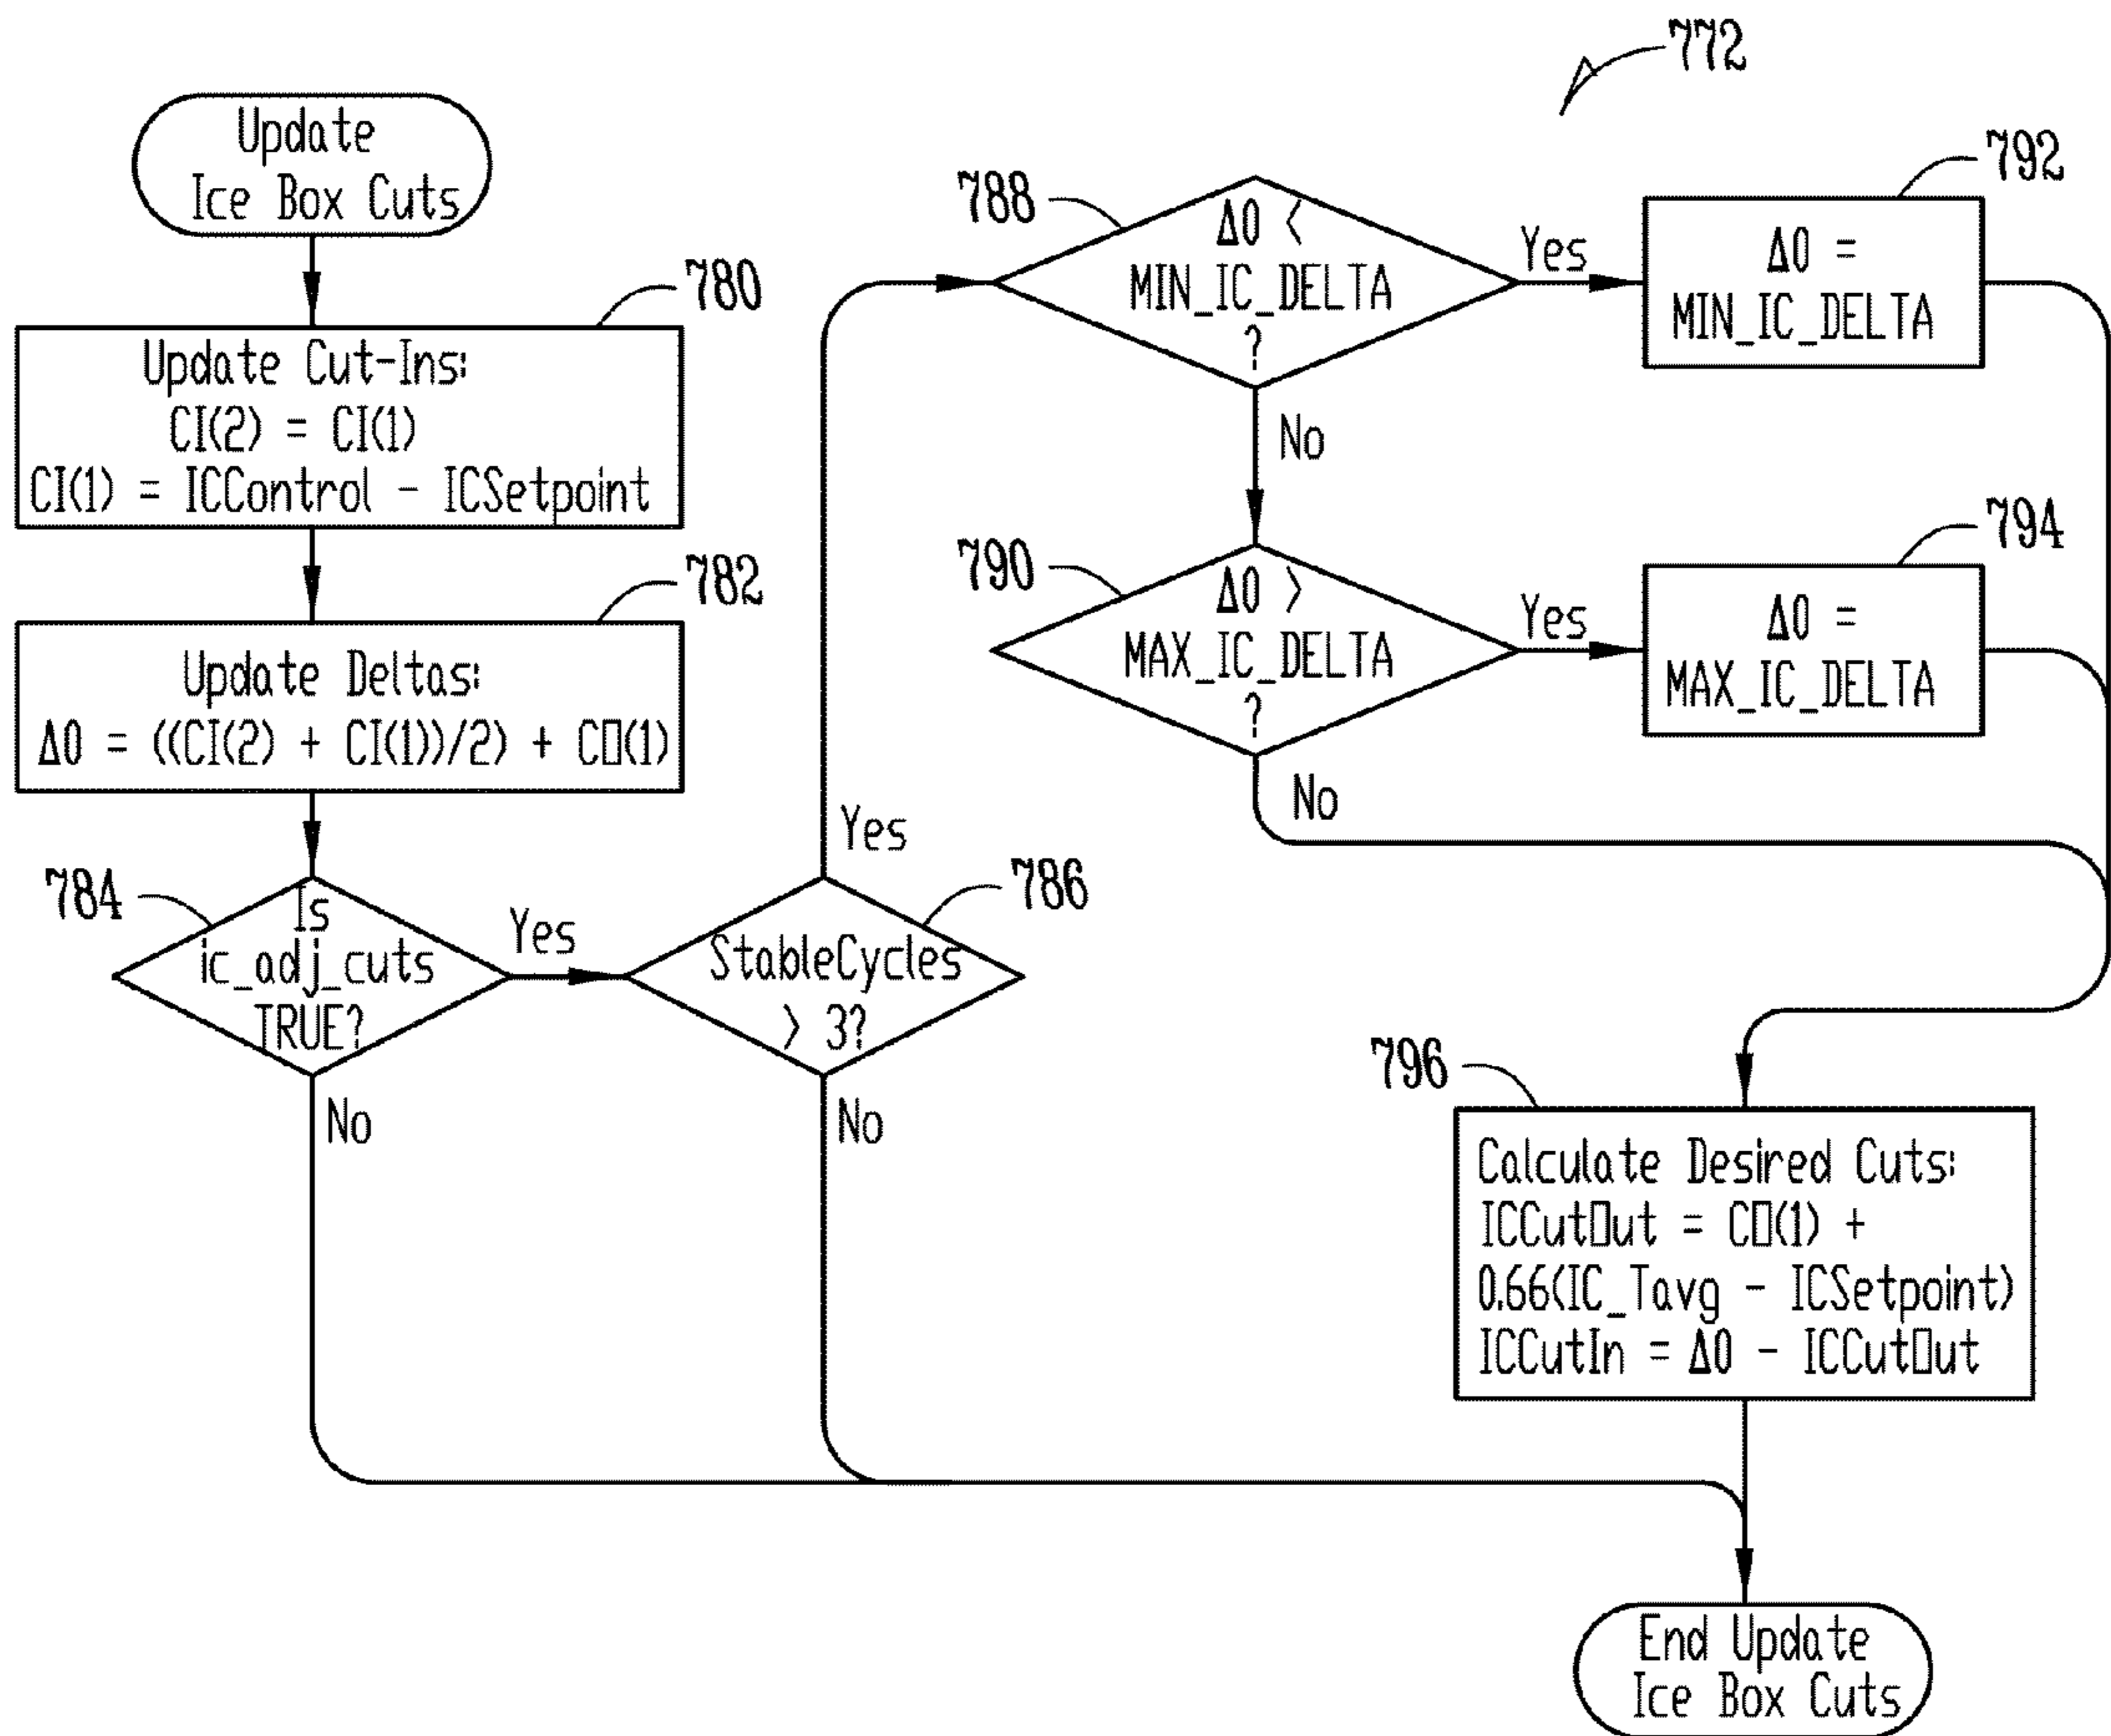 772
Update
Ice Box Cuts
780
Update Cut-Ins:
CI(2) = CI(1)
CI(1) = ICControl - ICSetpoint
782
Update Deltas:
Δ0 = ((CI(2) + CI(1))/2) + CO(1)
784
Is
ic_adj_cuts
TRUE?
Yes
No
786
StableCycles
> 3?
Yes
No
788
Δ0 <
MIN_IC_DELTA
?
Yes
No
792
Δ0 =
MIN_IC_DELTA
790
Δ0 >
MAX_IC_DELTA
?
Yes
No
794
Δ0 =
MAX_IC_DELTA
796
Calculate Desired Cuts:
ICCutOut = CO(1) +
0.66(IC_Tavg - ICSetpoint)
ICCutIn = Δ0 - ICCutOut
End Update
Ice Box Cuts